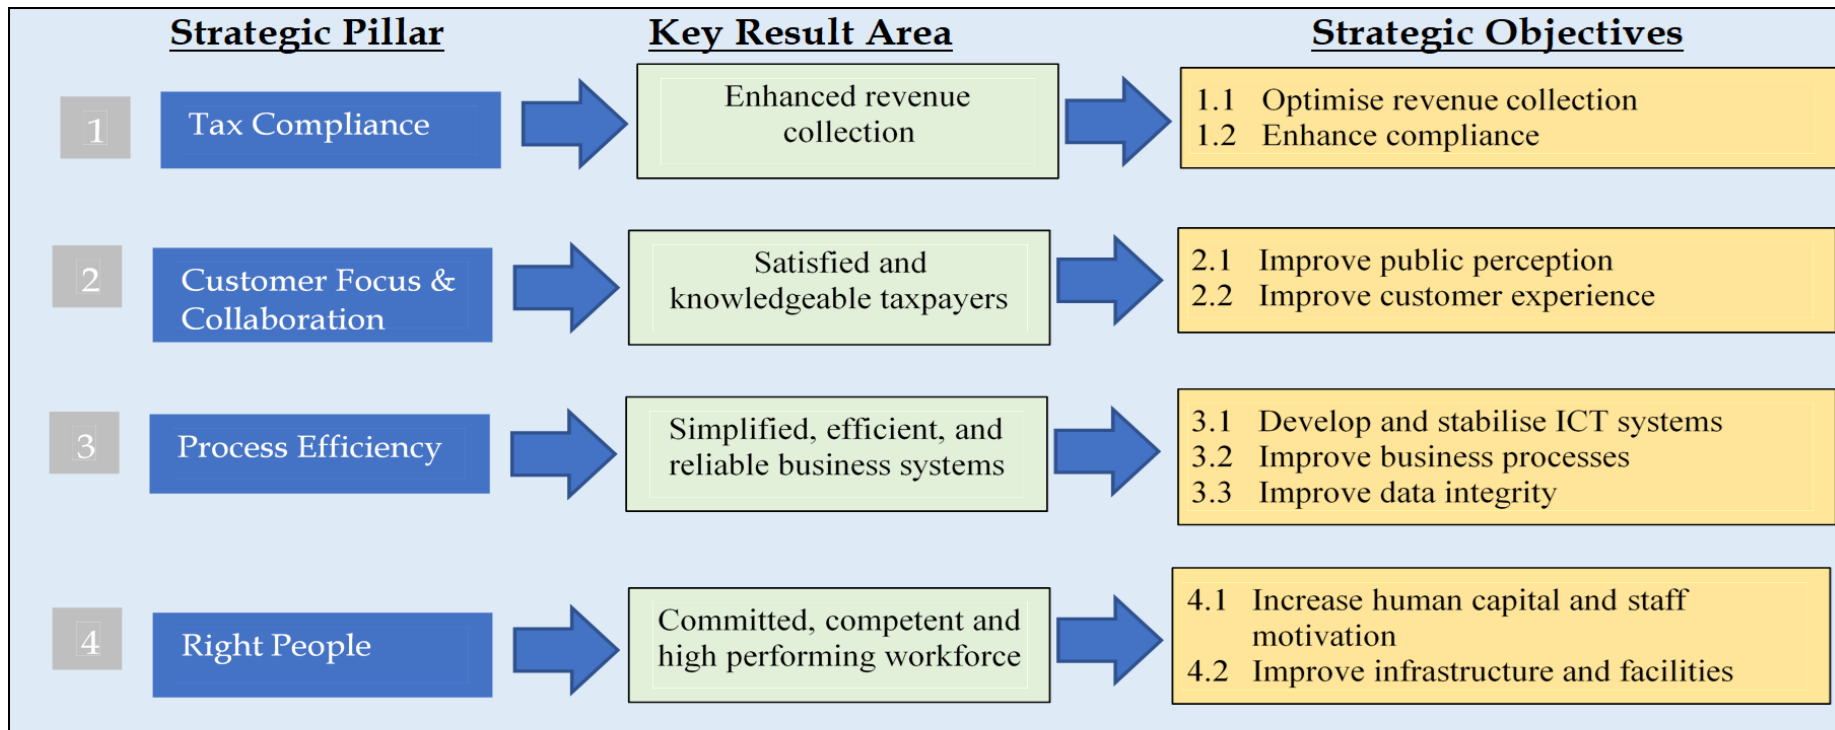 Strategic Pillar
Key Result Area
Strategic Objectives
1
Tax Compliance
Enhanced revenue
collection
1.1 Optimise revenue collection
1.2 Enhance compliance
2
Customer Focus &
Collaboration
Satisfied and
knowledgeable taxpayers
2.1 Improve public perception
2.2 Improve customer experience
3
Process Efficiency
Simplified, efficient, and
reliable business systems
3.1 Develop and stabilise ICT systems
3.2 Improve business processes
3.3 Improve data integrity
4
Right People
Committed, competent and
high performing workforce
4.1 Increase human capital and staff
motivation
4.2 Improve infrastructure and facilities